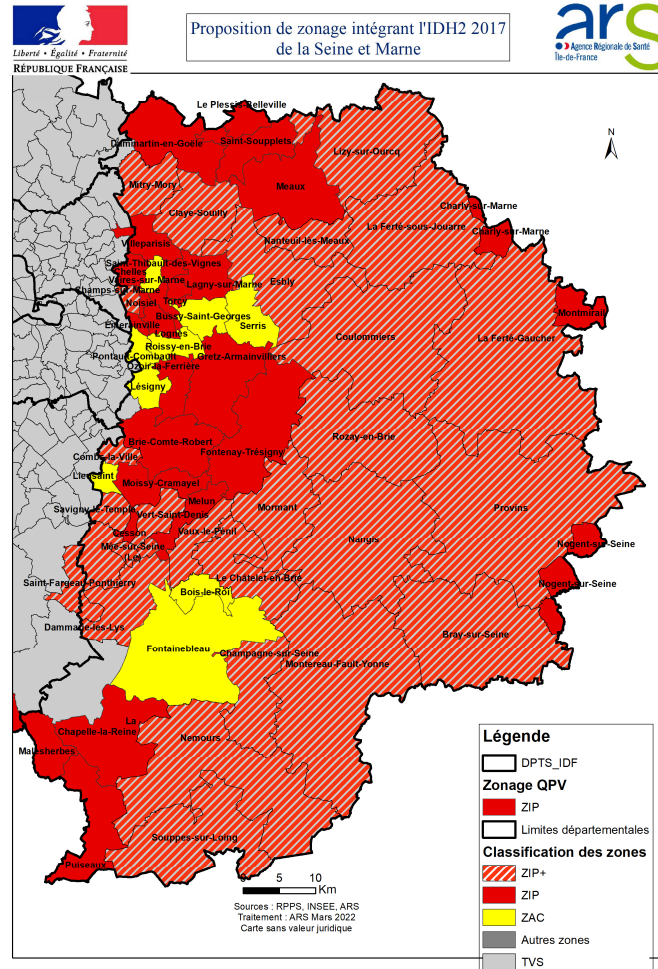 Liberté • Égalité • Fraternité
RÉPUBLIQUE FRANÇAISE
Proposition de zonage intégrant l'IDH2 2017
de la Seine et Marne
ars
Agence Régionale de Santé
Île-de-France
N
Le Plessis-Belleville
Dammartin-en-Goele
Saint-Soupplets
Lizy-sur-Ourcq
Mitry-Mory
Meaux
Charly-sur-Marne
Claye-Souilly
La Ferté-sous-Jouarre
Charly-sur-Marne
Villeparisis
Nanteuil-les-Meaux
Saint-Thibault-des-Vignes
Chelles
Vaires-sur-Marne
Lagny-sur-Marne
Esbly
Champs-sur-Marne
Noisiel
Torcy
Montmirail
Bussy-Saint-Georges
Emerainville
Serris
Lognes
Coulommiers
La Ferté-Gaucher
Roissy-en-Brie
Pontault-Combault
Gretz-Armainvilliers
Ozoir-la-Ferrière
Lésigny
Brie-Comte-Robert
Rozay-en-Brie
Combs-la-Ville
Fontenay-Trésigny
Lieusaint
Moissy-Cramayel
Melun
Savigny-le-Temple
Vert-Saint-Denis
Mormant
Provins
Cesson
Vaux-le-Pénil
Nangis
Mée-sur-Seine
(Le)
Nogent-sur-Seine
Saint-Fargeau-Ponthierry
Le Châtelet-en-Brie
Nogent-sur-Seine
Bois-le-Roi
Dammarie-les-Lys
Bray-sur-Seine
Fontainebleau
Champagne-sur-Seine
Montereau-Fault-Yonne
La
Chapelle-la-Reine
Nemours
Malesherbes
Souppes-sur-Loing
Puiseaux
0 5 10
Km
Sources : RPPS, INSEE, ARS
Traitement : ARS Mars 2022
Carte sans valeur juridique
Légende
DPTS_IDF
Zonage QPV
ZIP
Limites départementales
Classification des zones
ZIP+
ZIP
ZAC
Autres zones
TVS